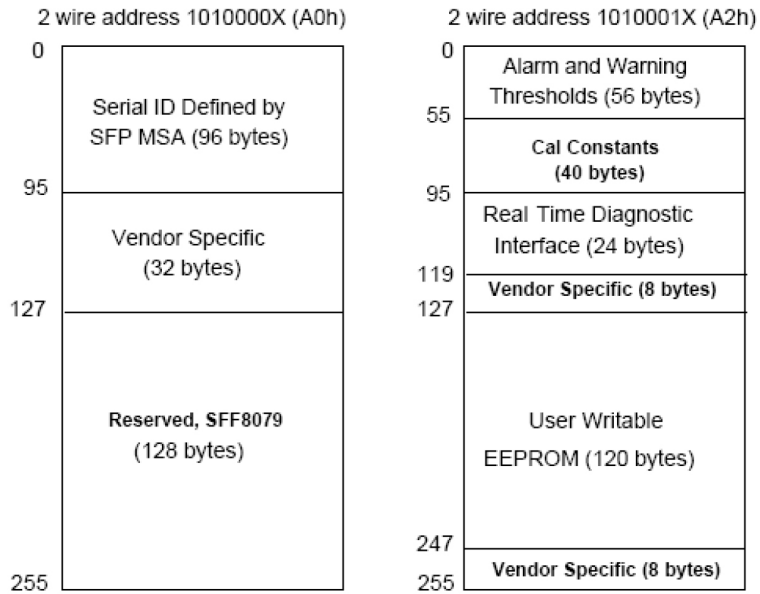 2 wire address 1010000X (A0h)
0
Serial ID Defined by
SFP MSA (96 bytes)
95
Vendor Specific
(32 bytes)
127
Reserved, SFF8079
(128 bytes)
255
2 wire address 1010001X (A2h)
0
Alarm and Warning
Thresholds (56 bytes)
55
Cal Constants
(40 bytes)
95
Real Time Diagnostic
Interface (24 bytes)
119
Vendor Specific (8 bytes)
127
User Writable
EEPROM (120 bytes)
247
Vendor Specific (8 bytes)
255